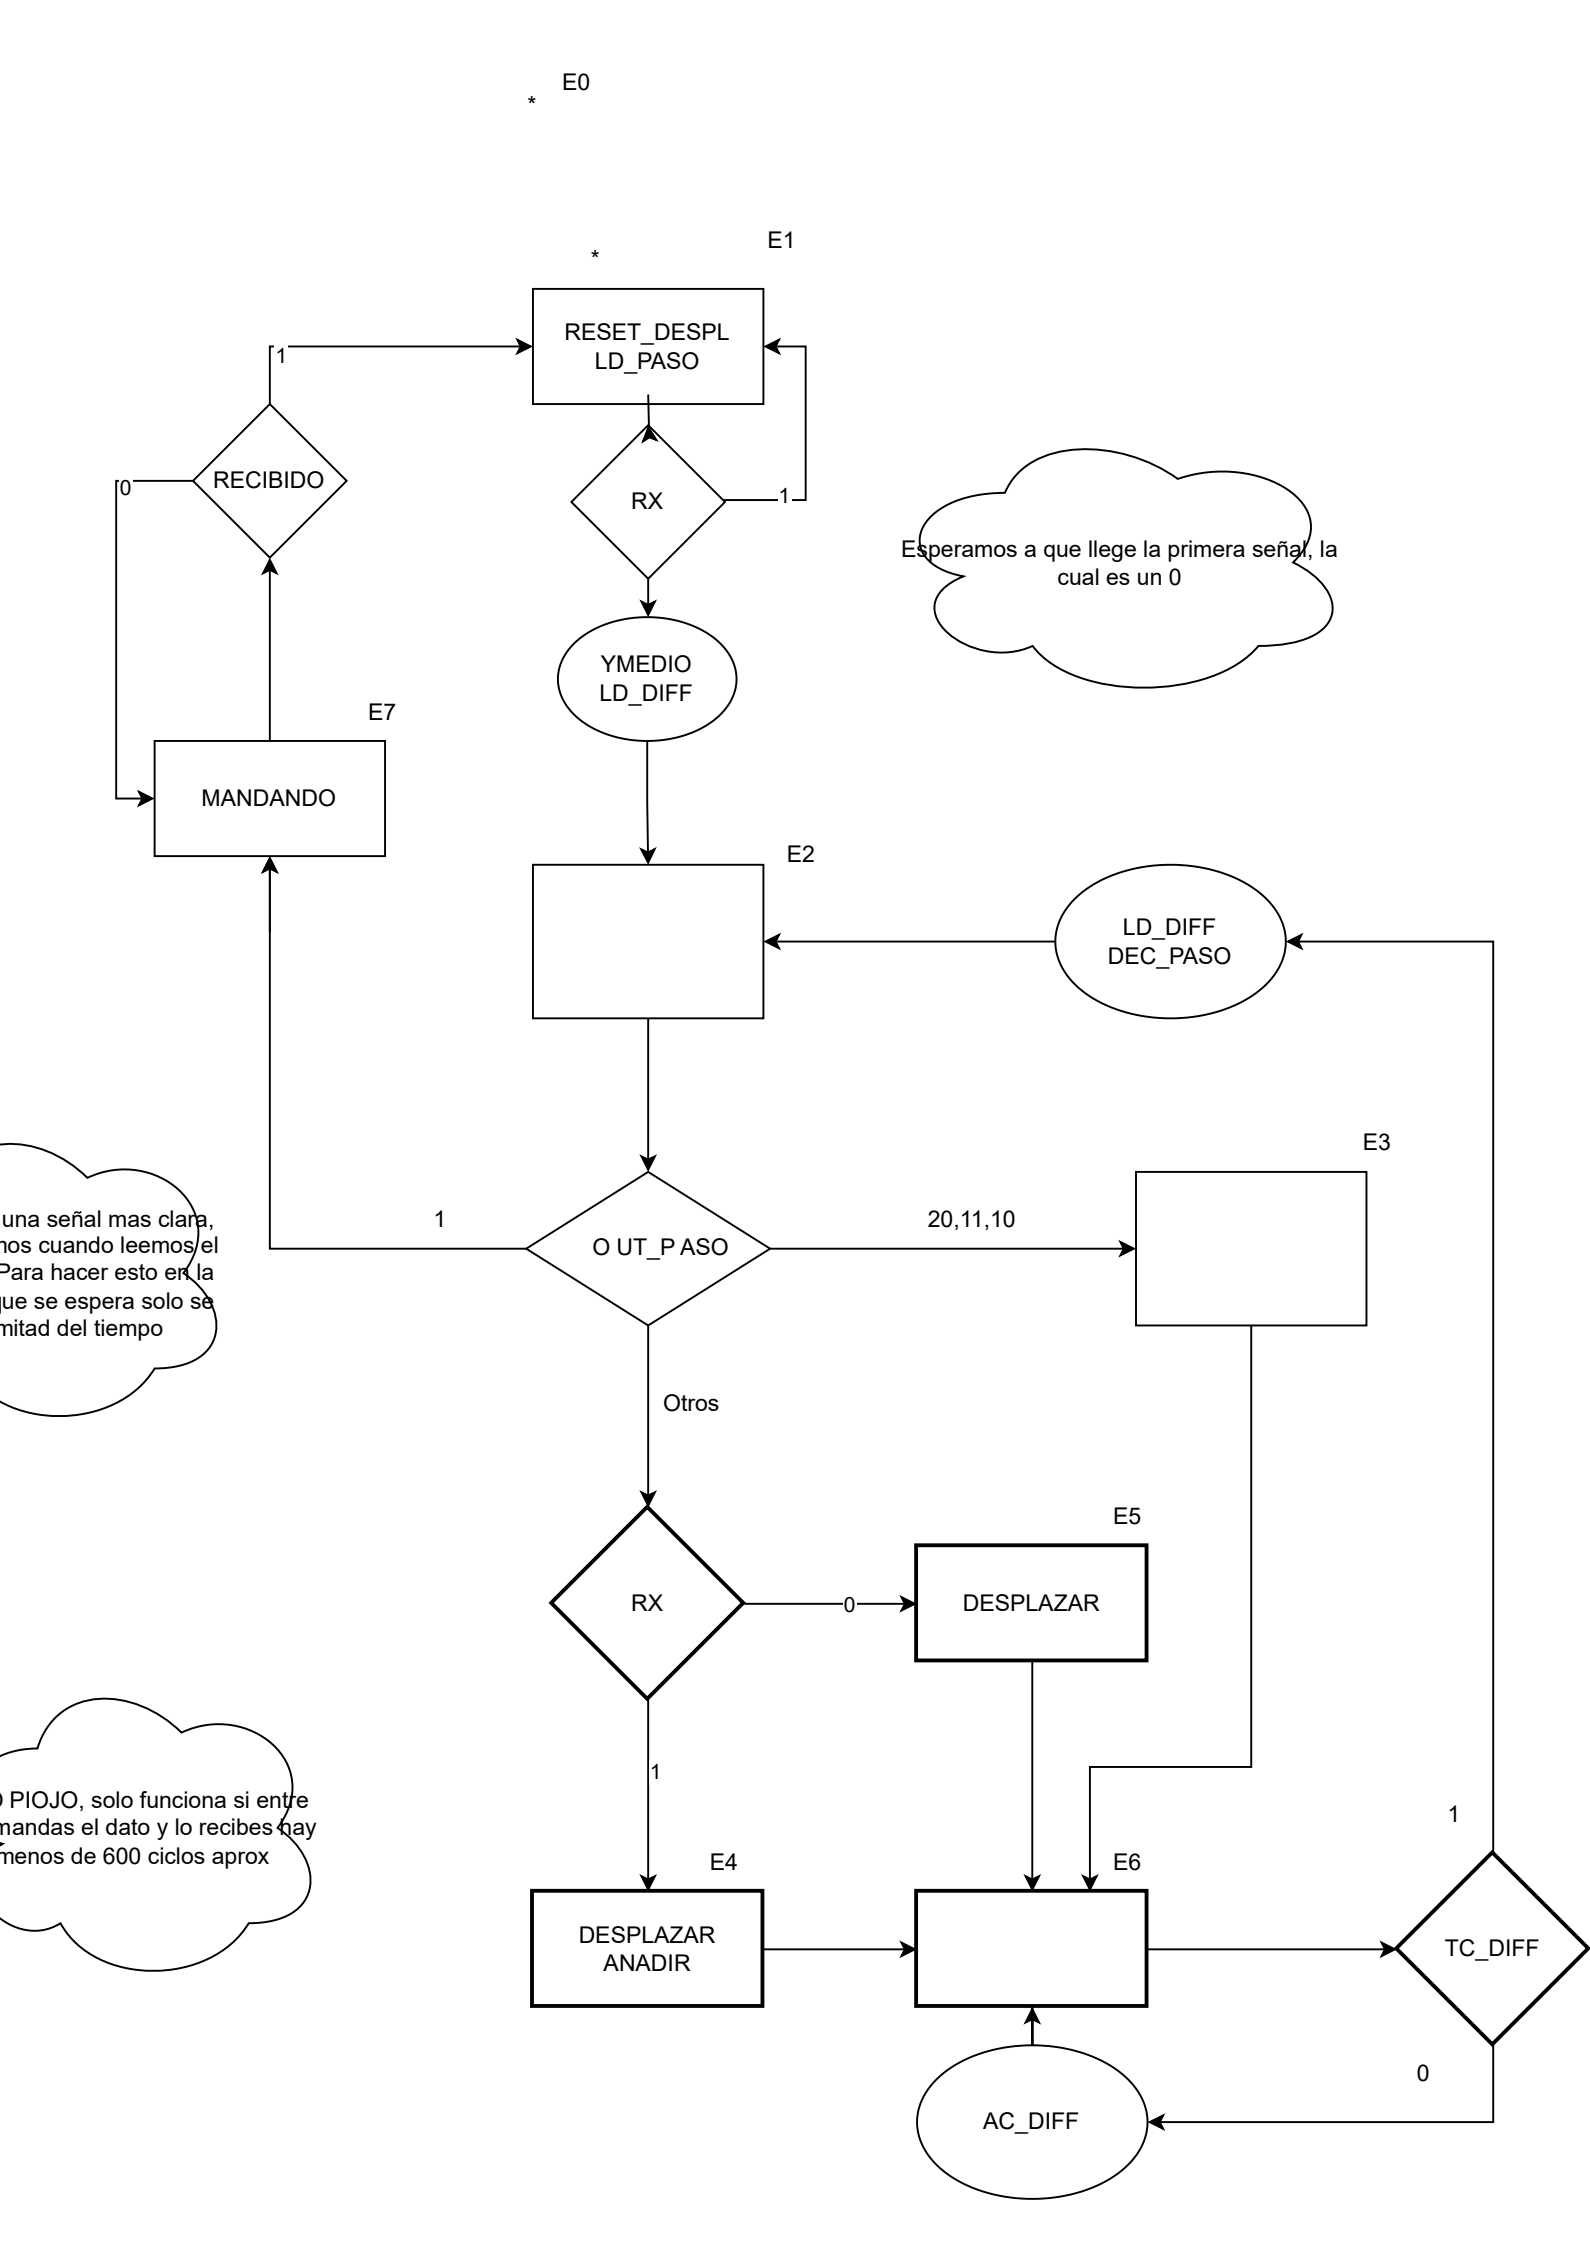 E0
*
E1
*
RESET_DESPL
LD_PASO
1
RECIBIDO
0
RX
1
Esperamos a que llege la primera señal, la
cual es un 0
YMEDIO
LD_DIFF
E7
MANDANDO
E2
LD_DIFF
DEC_PASO
E3
una señal mas clara,
mos cuando leemos el
Para hacer esto en la
que se espera solo se
mitad del tiempo
1
O UT_P ASO
20,11,10
Otros
E5
RX
0
DESPLAZAR
1
PIOJO, solo funciona si entre
mandas el dato y lo recibes hay
menos de 600 ciclos aprox
1
E4
E6
DESPLAZAR
ANADIR
TC_DIFF
0
AC_DIFF